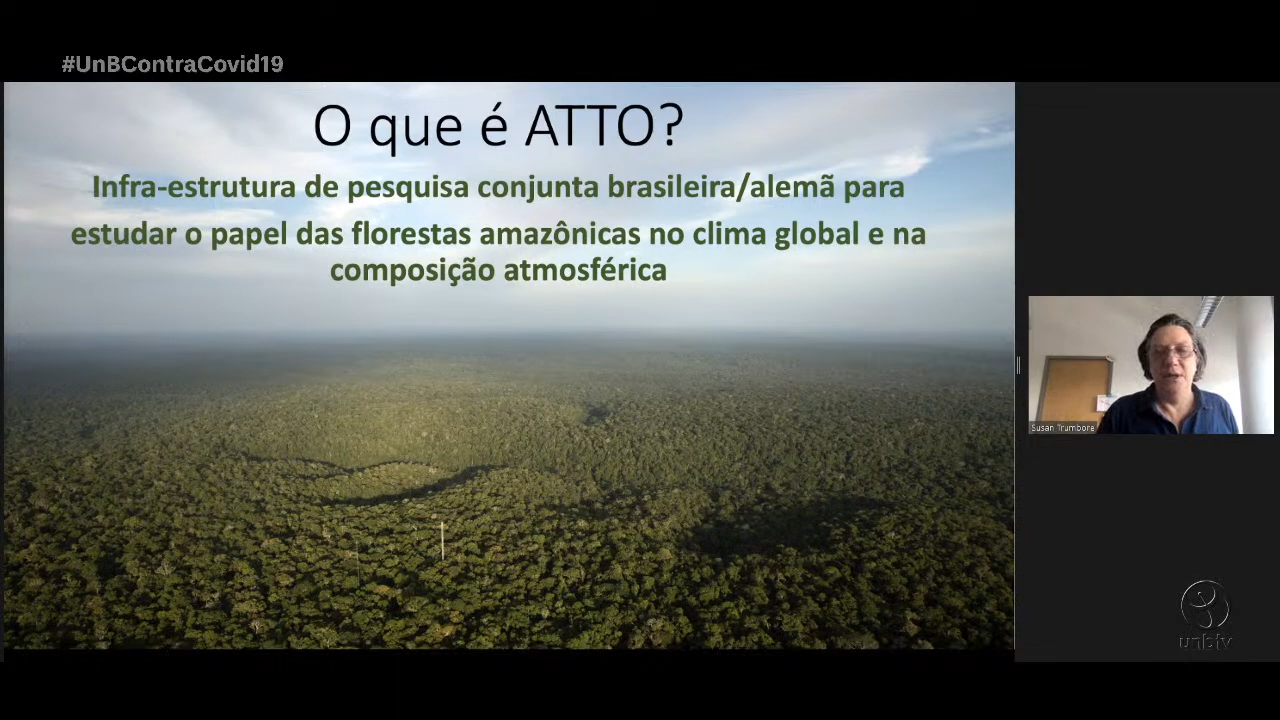 #UnBContraCovid19
O que é ATTO?
Infra-estrutura de pesquisa conjunta brasileira/alemã para
estudar o papel das florestas amazônicas no clima global e na
composição atmosférica
Susan Trumbore
unbtv